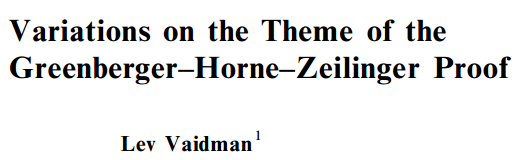 Variations on the Theme of the
Greenberger–Horne–Zeilinger Proof
Lev Vaidman1